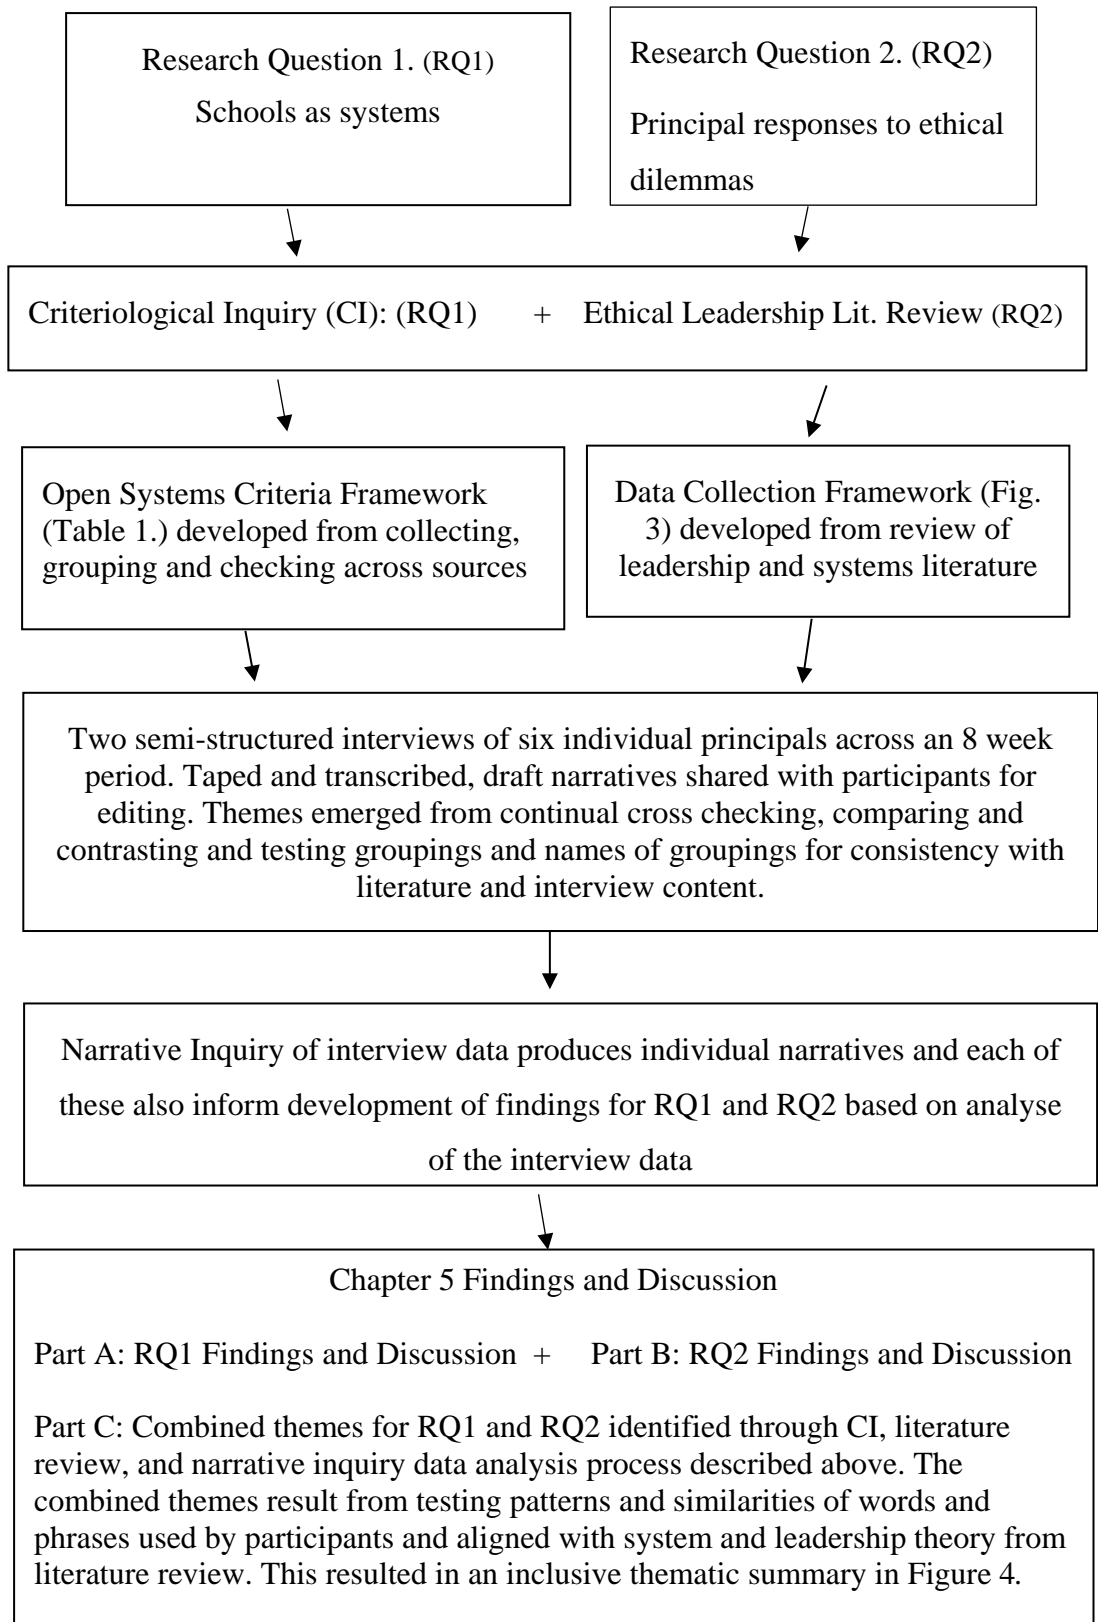 Research Question 1. (RQ1)
Schools as systems
Research Question 2. (RQ2)
Principal responses to ethical
dilemmas
Criteriological Inquiry (CI): (RQ1) + Ethical Leadership Lit. Review (RQ2)
Open Systems Criteria Framework
(Table 1.) developed from collecting,
grouping and checking across sources
Data Collection Framework (Fig.
3) developed from review of
leadership and systems literature
Two semi-structured interviews of six individual principals across an 8 week
period. Taped and transcribed, draft narratives shared with participants for
editing. Themes emerged from continual cross checking, comparing and
contrasting and testing groupings and names of groupings for consistency with
literature and interview content.
Narrative Inquiry of interview data produces individual narratives and each of
these also inform development of findings for RQ1 and RQ2 based on analyse
of the interview data
Chapter 5 Findings and Discussion
Part A: RQ1 Findings and Discussion + Part B: RQ2 Findings and Discussion
Part C: Combined themes for RQ1 and RQ2 identified through CI, literature
review, and narrative inquiry data analysis process described above. The
combined themes result from testing patterns and similarities of words and
phrases used by participants and aligned with system and leadership theory from
literature review. This resulted in an inclusive thematic summary in Figure 4.